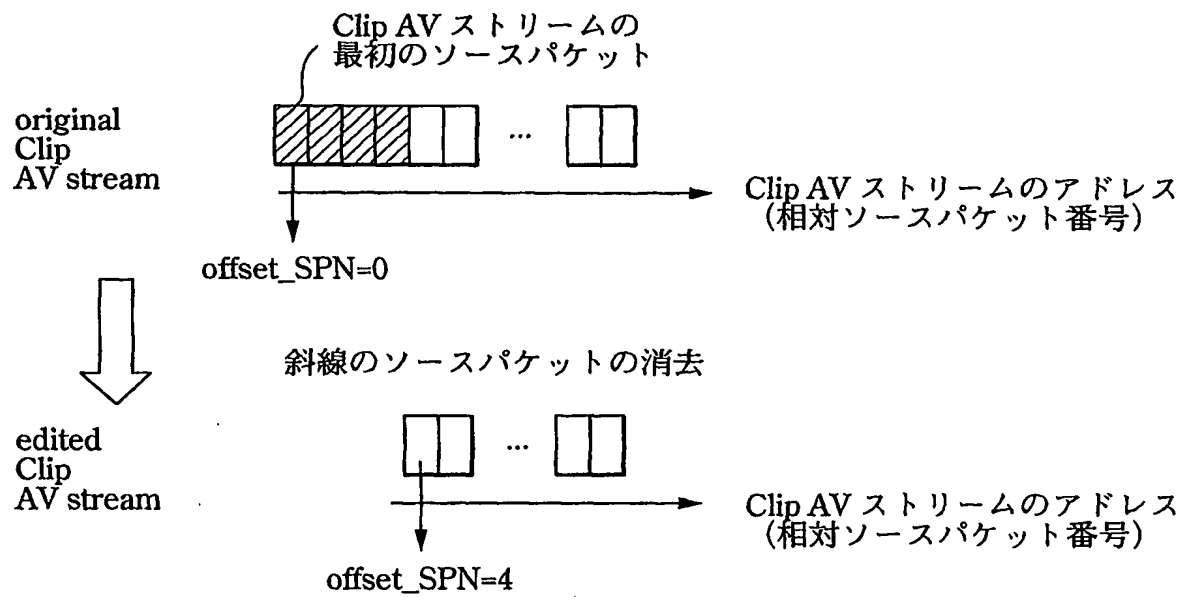 Clip AV ストリームの
最初のソースパケット
original
Clip
AV stream
...
Clip AV ストリームのアドレス
(相対ソースパケット番号)
offset_SPN=0
斜線のソースパケットの消去
edited
Clip
AV stream
...
Clip AV ストリームのアドレス
(相対ソースパケット番号)
offset_SPN=4